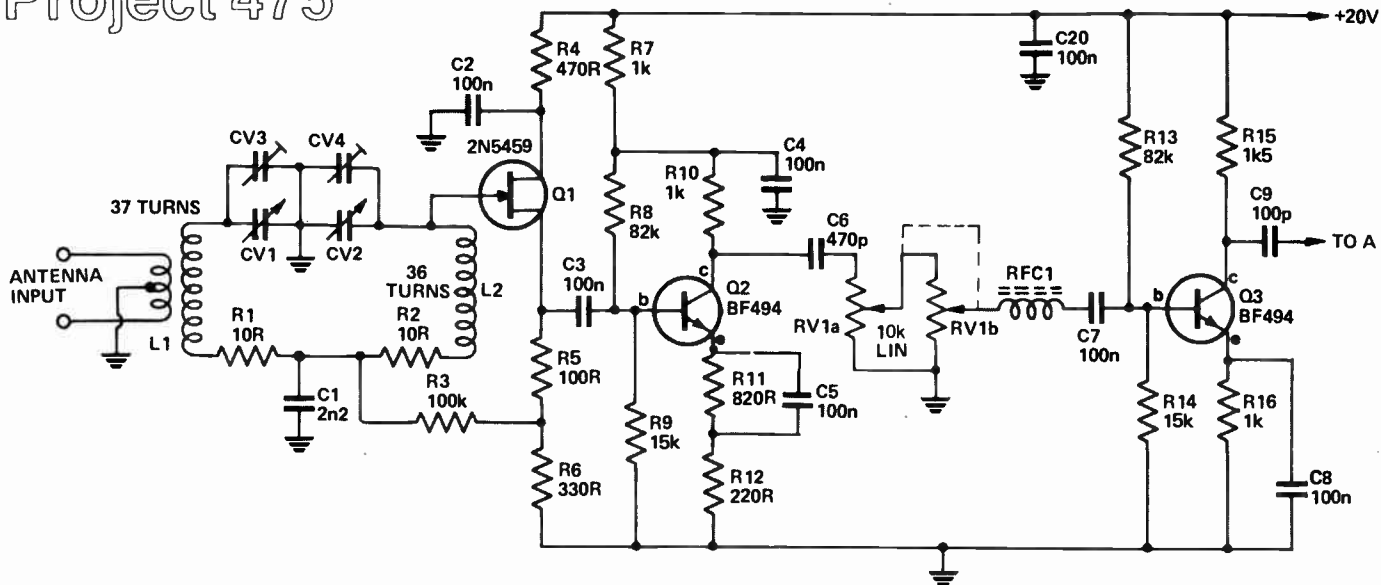 Project 475
+20V
C20
100n
R4
470R
R7
1k
C2
100n
R13
82k
R15
1k5
CV3
CV4
2N5459
Q1
C4
100n
R10
1k
R8
82k
C9
100p
TO A
37 TURNS
CV1
CV2
C6
470p
ANTENNA
INPUT
36
TURNS
L2
C3
100n
c
b
e
Q2
BF494
RV1a
10k
LIN
RV1b
RFC1
C7
100n
c
b
e
Q3
BF494
L1
R1
10R
R2
10R
R5
100R
R11
820R
C5
100n
R3
100k
C1
2n2
R9
15k
R14
15k
R16
1k
R6
330R
R12
220R
C8
100n